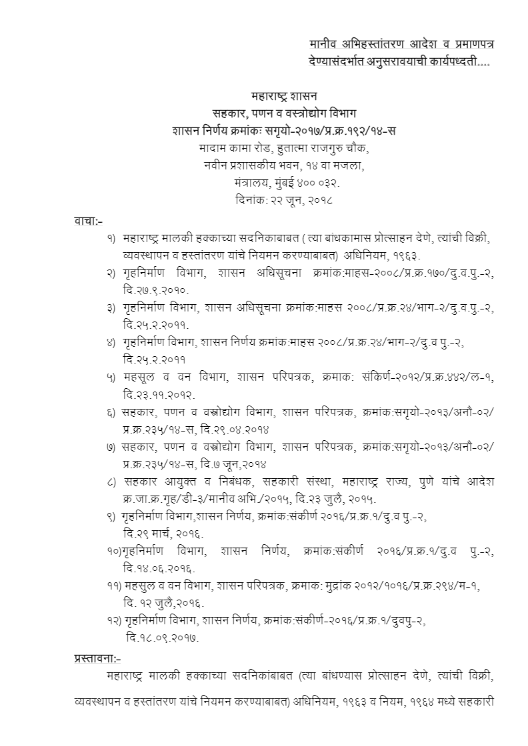 मानीव अभिहस्तांतरण आदेश व प्रमाणपत्र
देण्यासंदर्भात अनुसरावयाची कार्यपध्दती....
महाराष्ट्र शासन
सहकार, पणन व वस्त्रोद्योग विभाग
शासन निर्णय क्रमांकः सगृयो-२०१७/प्र.क्र.१९२/१४-स
मादाम कामा रोड, हुतात्मा राजगुरु चौक,
नवीन प्रशासकीय भवन, १४ वा मजला,
मंत्रालय, मुंबई ४०० ०३२.
दिनांक: २२ जून, २०१८
वाचा:-
१) महाराष्ट्र मालकी हक्काच्या सदनिकाबाबत ( त्या बांधकामास प्रोत्साहन देणे, त्यांची विक्री,
व्यवस्थापन व हस्तांतरण यांचे नियमन करण्याबाबत) अधिनियम, १९६३.
२) गृहनिर्माण विभाग, शासन अधिसूचना क्रमांक:माहस-२००८/प्र.क्र.१७०/दु.व.पु.-२,
दि.२७.९.२०१०.
३) गृहनिर्माण विभाग, शासन अधिसूचना क्रमांक:माहस २००८/प्र.क्र.२४/भाग-२/दु.व.पु.-२,
दि.२५.२.२०११.
४) गृहनिर्माण विभाग, शासन निर्णय क्रमांक:माहस २००८/प्र.क्र.२४/भाग-२/दु.व पु.-२,
दि.२५.२.२०११
५) महसूल व वन विभाग, शासन परिपत्रक, क्रमाक: संकिर्ण-२०१२/प्र.क्र.४४२/ल-१,
दि.२३.११.२०१२.
६) सहकार, पणन व वस्त्रोद्योग विभाग, शासन परिपत्रक, क्रमांक:सगृयो-२०१३/अनौ-०२/
प्र.क्र.२३५/१४-स, दि.२९.०४.२०१४
७) सहकार, पणन व वस्त्रोद्योग विभाग, शासन परिपत्रक, क्रमांक:सगृयो-२०१३/अनौ-०२/
प्र.क्र.२३५/१४-स, दि.७ जून,२०१४
८) सहकार आयुक्त व निबंधक, सहकारी संस्था, महाराष्ट्र राज्य, पुणे यांचे आदेश
क्र.जा.क्र.गृह/डी-३/मानीव अभि./२०१५, दि.२३ जुलै, २०१५.
९) गृहनिर्माण विभाग,शासन निर्णय, क्रमांक:संकीर्ण २०१६/प्र.क्र.१/दु.व पु.-२,
दि.२९ मार्च, २०१६.
१०)गृहनिर्माण विभाग, शासन निर्णय, क्रमांक:संकीर्ण २०१६/प्र.क्र.१/दु.व पु.-२,
दि.१४.०६.२०१६.
११) महसुल व वन विभाग, शासन परिपत्रक, क्रमाक: मुद्रांक २०१२/१०१६/प्र.क्र.२९४/म-१,
दि. १२ जुलै,२०१६.
१२) गृहनिर्माण विभाग, शासन निर्णय, क्रमांक:संकीर्ण-२०१६/प्र.क्र.१/दुवपु-२,
दि.१८.०९.२०१७.
प्रस्तावना:-
महाराष्ट्र मालकी हक्काच्या सदनिकांबाबत (त्या बांधण्यास प्रोत्साहन देणे, त्यांची विक्री,
व्यवस्थापन व हस्तांतरण यांचे नियमन करण्याबाबत) अधिनियम, १९६३ व नियम, १९६४ मध्ये सहकारी